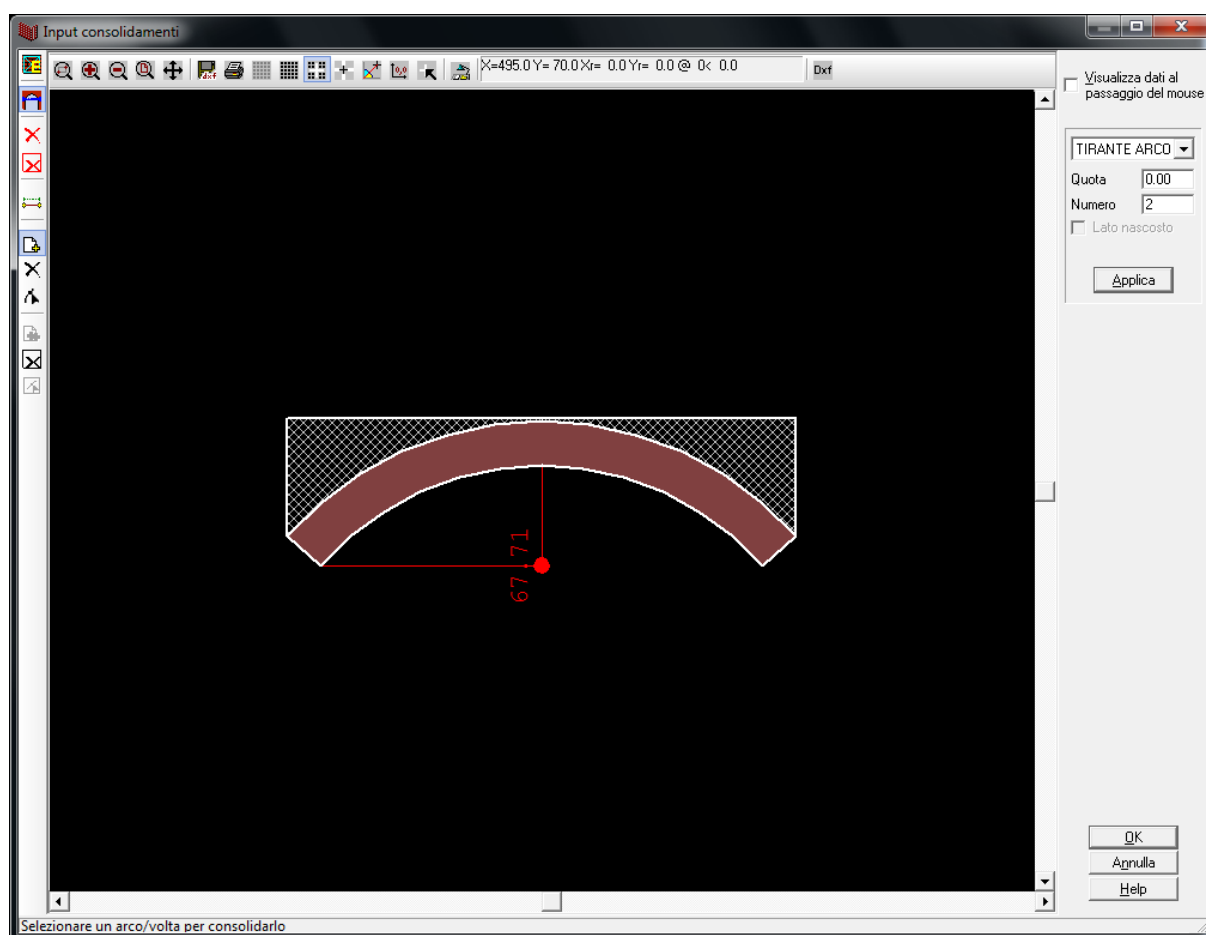 Input consolidamenti
X=495.0 Y= 70.0 Xr= 0.0 Yr= 0.0 @ 0< 0.0
Dxf
Visualizza dati al
passaggio del mouse
TIRANTE ARCO
Quota 0.00
Numero 2
Lato nascosto
Applica
67.71
OK
Annulla
Help
Selezionare un arco/volta per consolidarlo